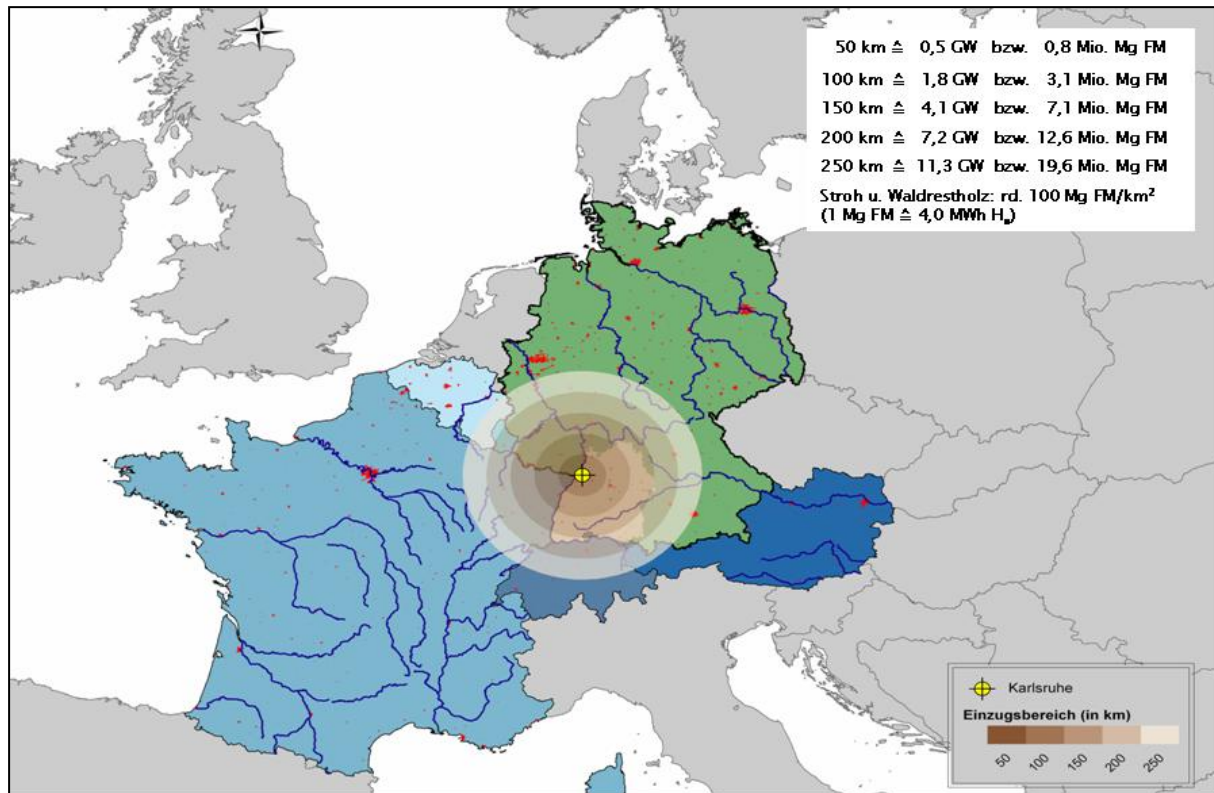 50 km ≙ 0,5 GW bzw. 0,8 Mio. Mg FM
100 km ≙ 1,8 GW bzw. 3,1 Mio. Mg FM
150 km ≙ 4,1 GW bzw. 7,1 Mio. Mg FM
200 km ≙ 7,2 GW bzw. 12,6 Mio. Mg FM
250 km ≙ 11,3 GW bzw. 19,6 Mio. Mg FM
Stroh u. Waldrestholz: rd. 100 Mg FM/km²
(1 Mg FM ≙ 4,0 MWh Hᵤ)
Karlsruhe
Einzugsbereich (in km)
50 100 150 200 250